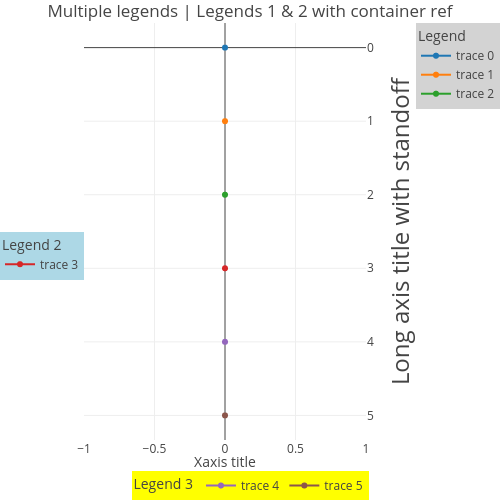 Multiple legends | Legends 1 & 2 with container ref
Legend
trace 0
trace 1
trace 2
0
1
2
3
4
5
Long axis title with standoff
Legend 2
trace 3
−1
−0.5
0
0.5
1
Xaxis title
Legend 3 trace 4 trace 5